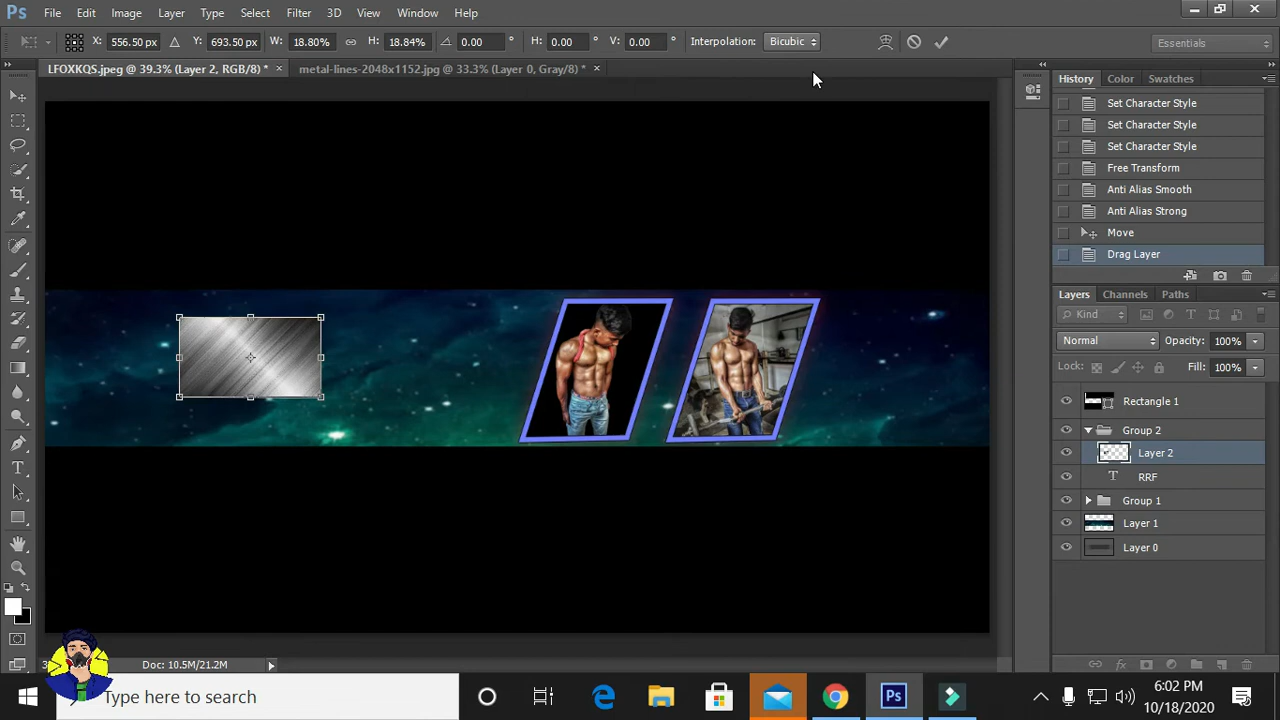 Ps File Edit Image Layer Type Select Filter 3D View Window Help
X: 556.50 px Y: 693.50 px W: 18.80% H: 18.84% 0.00 ° H: 0.00 ° V: 0.00 ° Interpolation: Bicubic Essentials
LFOXKQS.jpeg @ 39.3% (Layer 2, RGB/8) * × metal-lines-2048x1152.jpg @ 33.3% (Layer 0, Gray/8) * ×
History Color Swatches
Set Character Style
Set Character Style
Set Character Style
Free Transform
Anti Alias Smooth
Anti Alias Strong
Move
Drag Layer
Layers Channels Paths
Kind
Normal Opacity: 100%
Lock: Fill: 100%
Rectangle 1
Group 2
Layer 2
T RRF
Group 1
Layer 1
Layer 0
Doc: 10.5M/21.2M
Type here to search
Ps
6:02 PM
10/18/2020